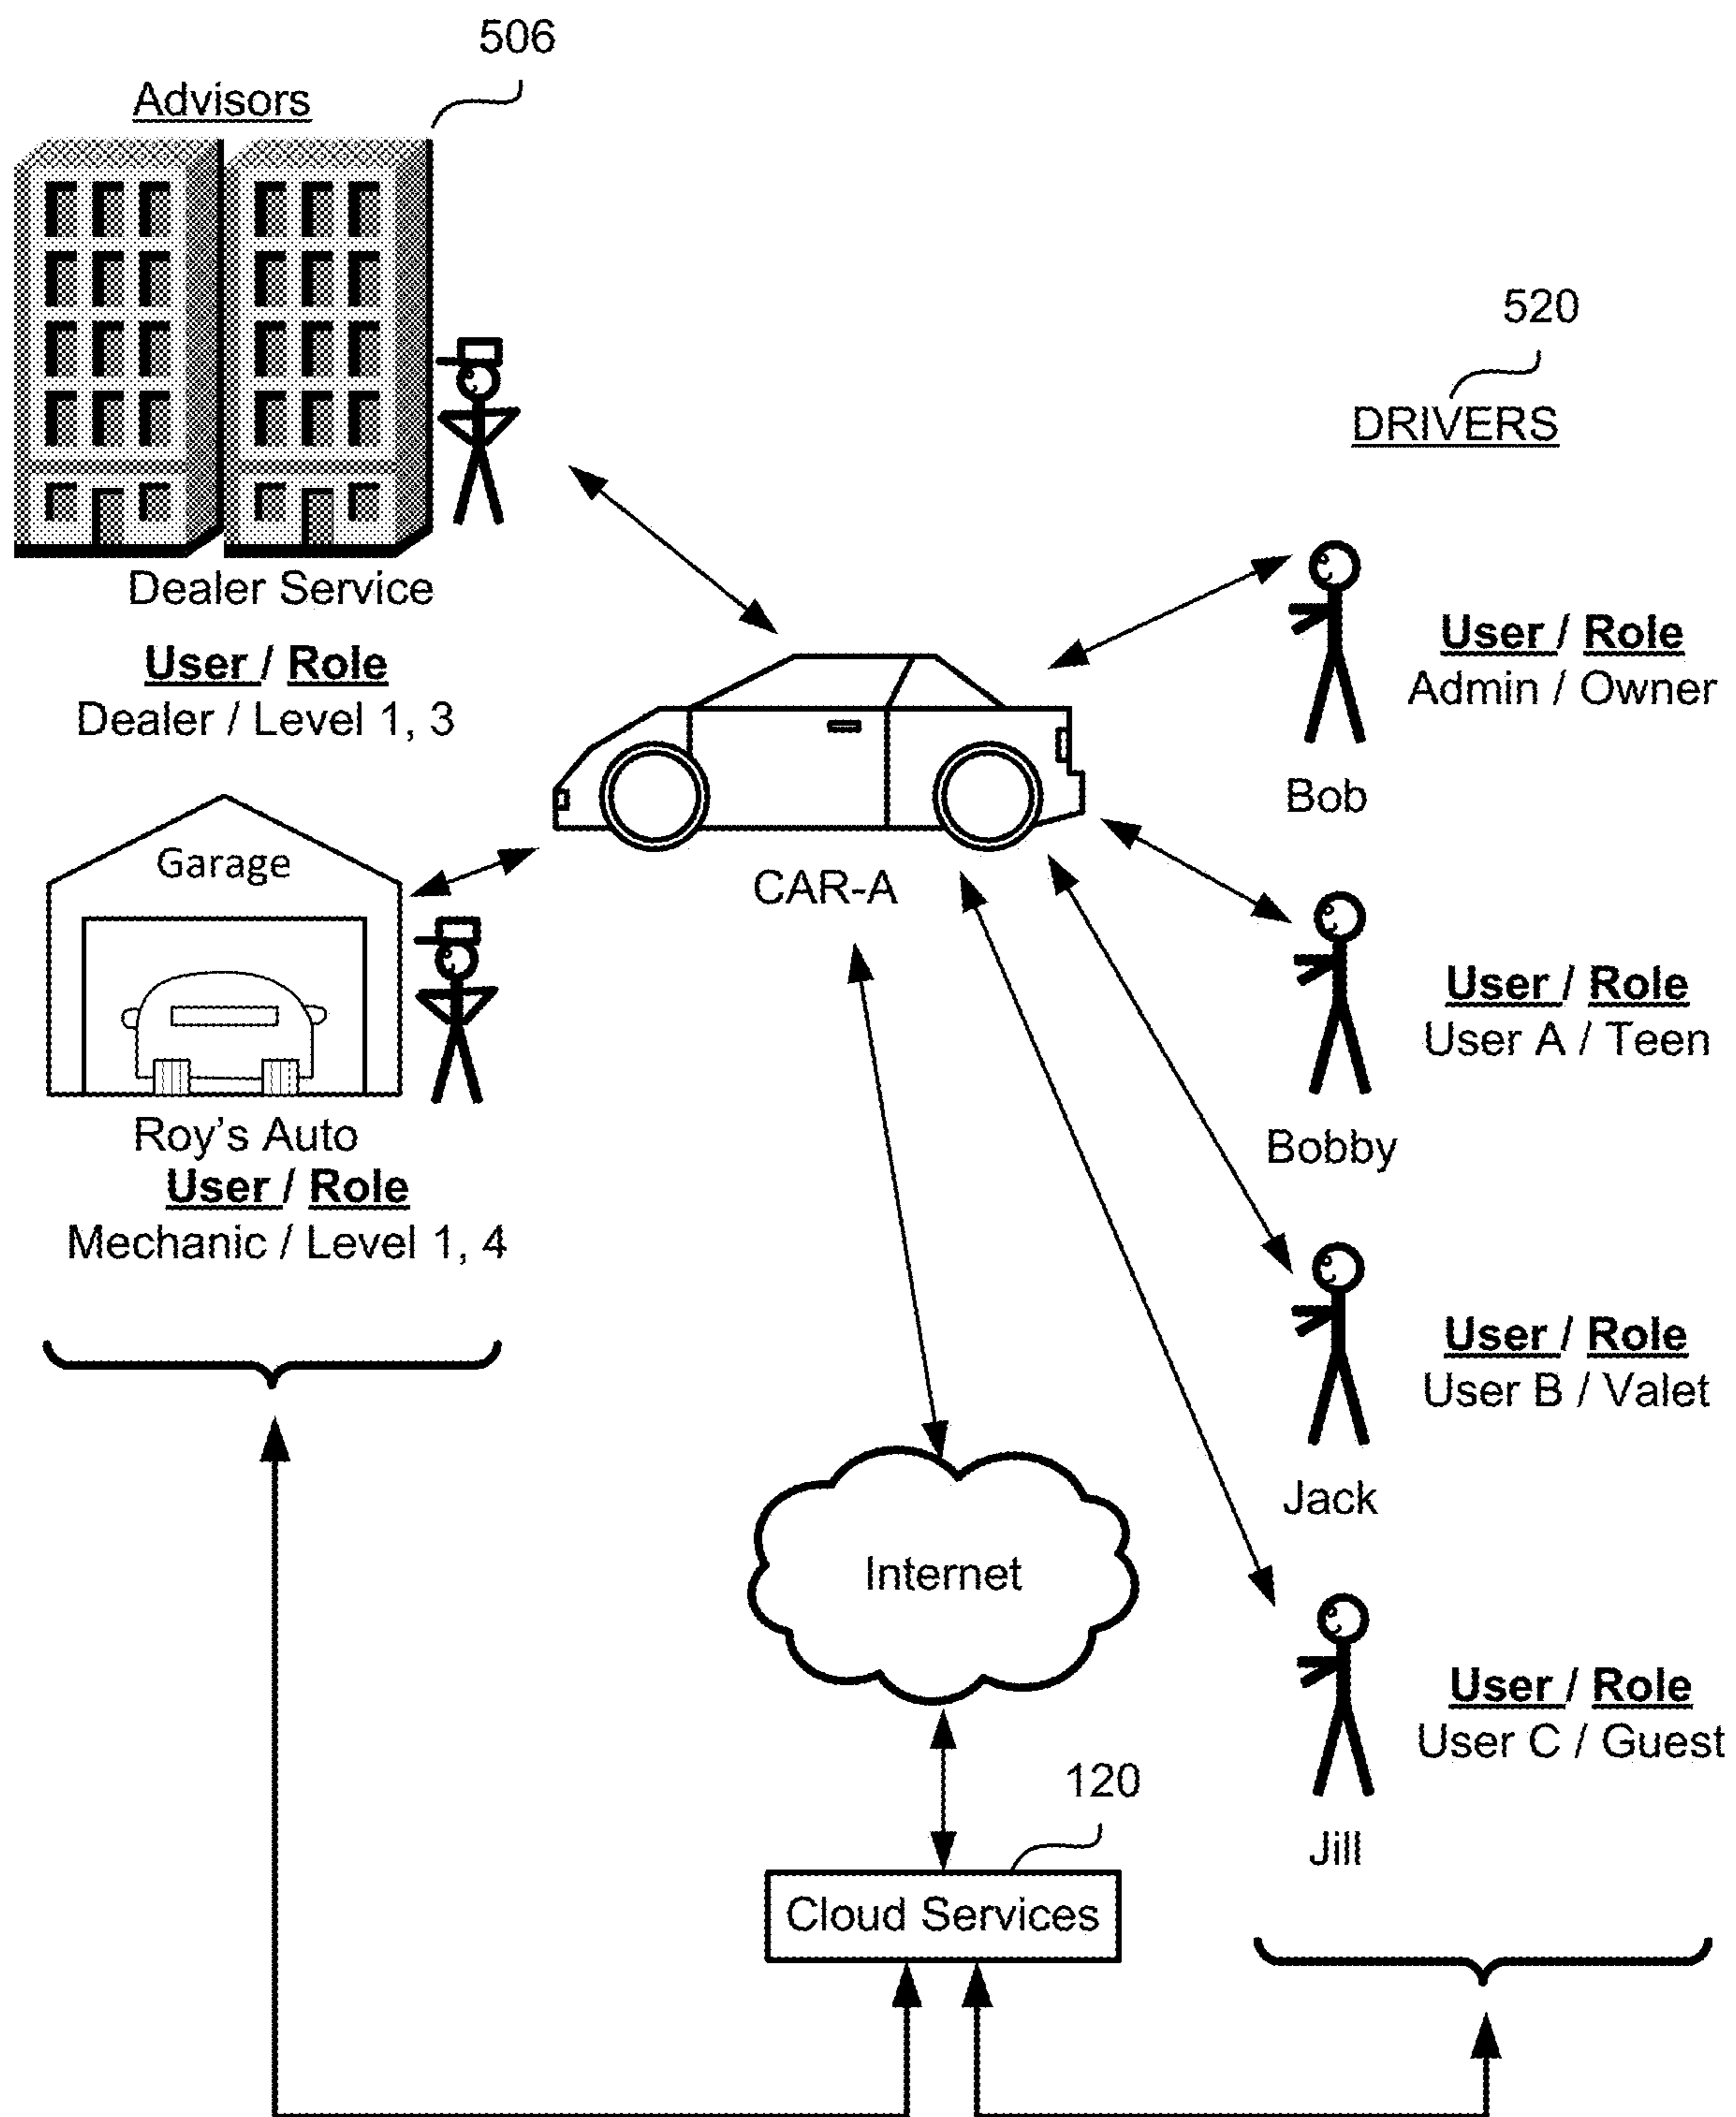 506
Advisors
520
DRIVERS
Dealer Service
User / Role
Dealer / Level 1, 3
User / Role
Admin / Owner
Bob
Garage
CAR-A
User / Role
User A / Teen
Roy's Auto
Bobby
User / Role
Mechanic / Level 1, 4
User / Role
User B / Valet
Jack
Internet
User / Role
User C / Guest
120
Jill
Cloud Services